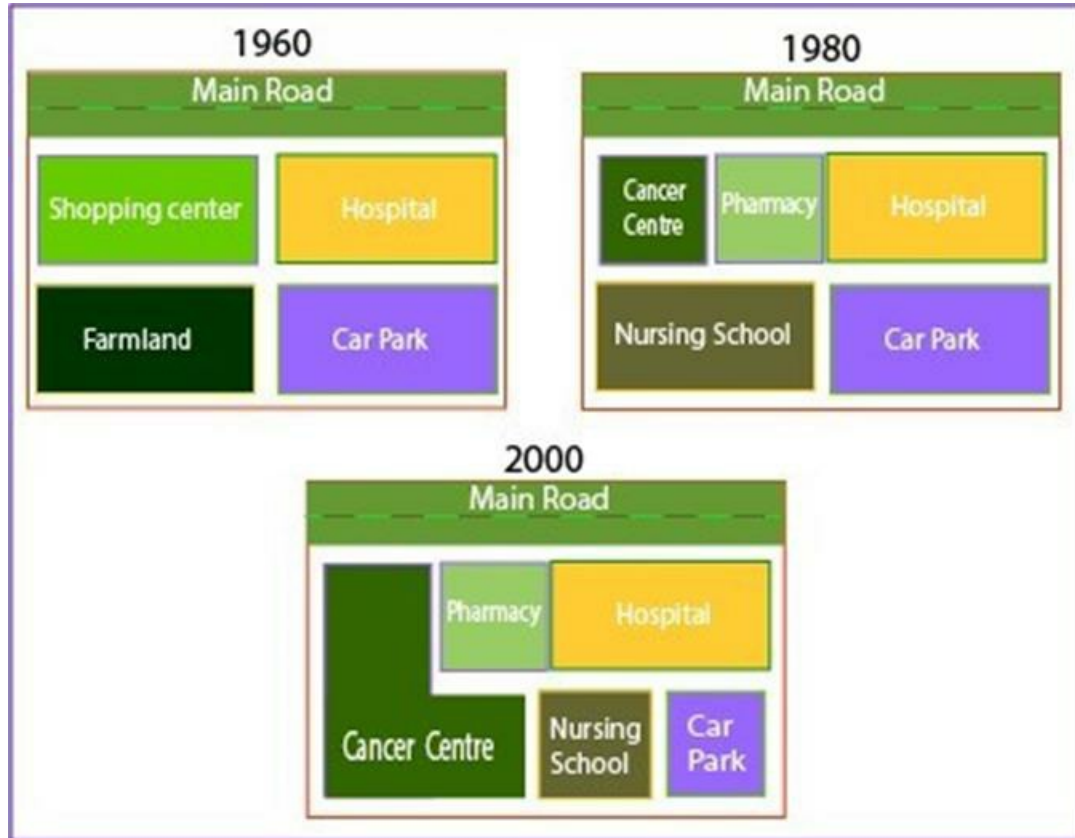 1960
Main Road
Shopping center
Hospital
Farmland
Car Park
1980
Main Road
Cancer
Centre
Pharmacy
Hospital
Nursing School
Car Park
2000
Main Road
Pharmacy
Hospital
Cancer Centre
Nursing
School
Car
Park